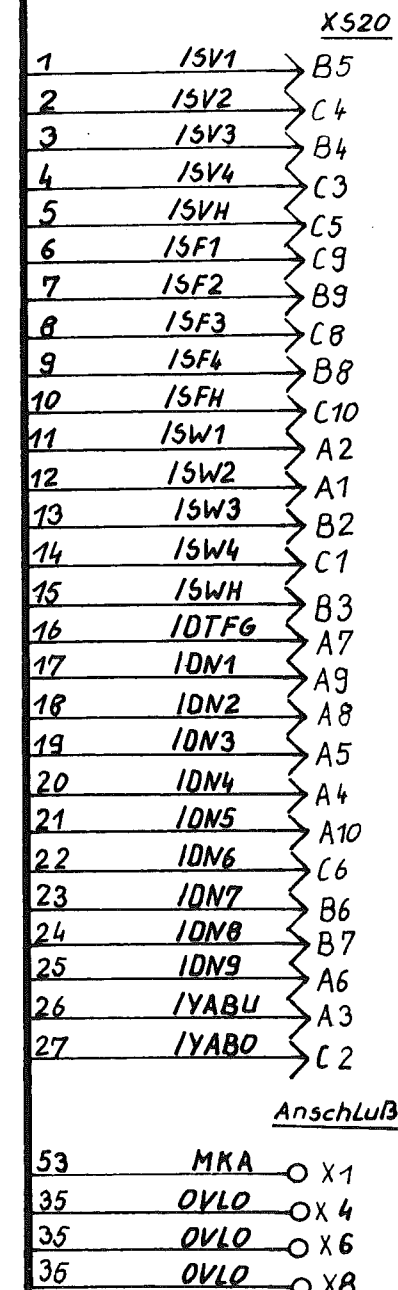 XS20
1 /SV1 B5
2 /SV2 C4
3 /SV3 B4
4 /SV4 C3
5 /SVH C5
6 /SF1 C9
7 /SF2 B9
8 /SF3 C8
9 /SF4 B8
10 /SFH C10
11 /SW1 A2
12 /SW2 A1
13 /SW3 B2
14 /SW4 C1
15 /SWH B3
16 /DTFG A7
17 /DN1 A9
18 /DN2 A8
19 /DN3 A5
20 /DN4 A4
21 /DN5 A10
22 /DN6 C6
23 /DN7 B6
24 /DN8 B7
25 /DN9 A6
26 /YABU A3
27 /YABO C2
Anschluß
53 MKA X1
35 OVLO X4
35 OVLO X6
36 OVLO X8